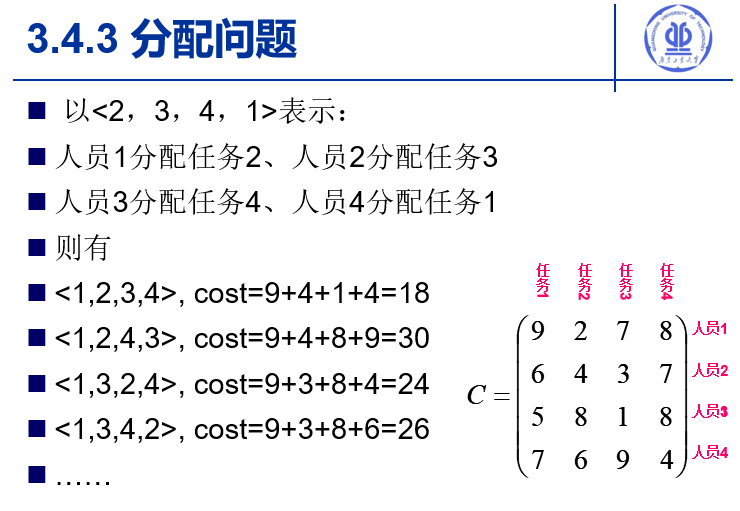 3.4.3 分配问题
以<2，3，4，1>表示：
人员1分配任务2、人员2分配任务3
人员3分配任务4、人员4分配任务1
则有
<1,2,3,4>, cost=9+4+1+4=18
<1,2,4,3>, cost=9+4+8+9=30
<1,3,2,4>, cost=9+3+8+4=24
<1,3,4,2>, cost=9+3+8+6=26
……
任务1 任务2 任务3 任务4
9 2 7 8 人员1
6 4 3 7 人员2
C =
5 8 1 8 人员3
7 6 9 4 人员4